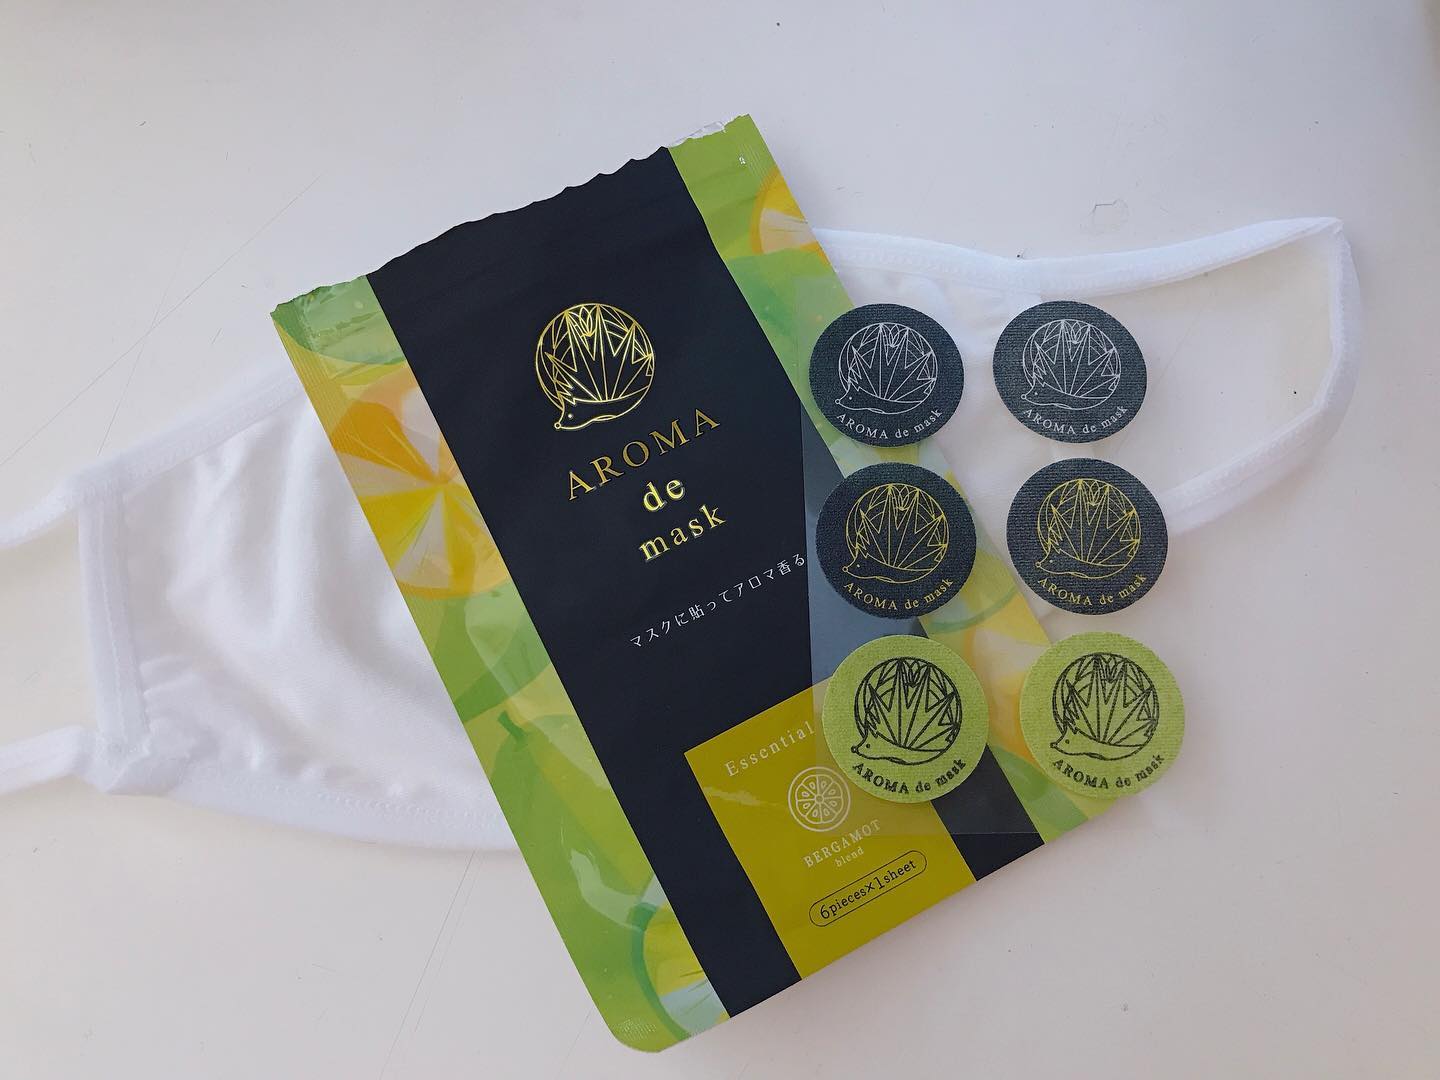 AROMA
de
mask
マスクに貼ってアロマ香る
Essential
BERGAMOT
blend
6pieces×1sheet
AROMA de mask
AROMA de mask
AROMA de mask
AROMA de mask
AROMA de mask
AROMA de mask